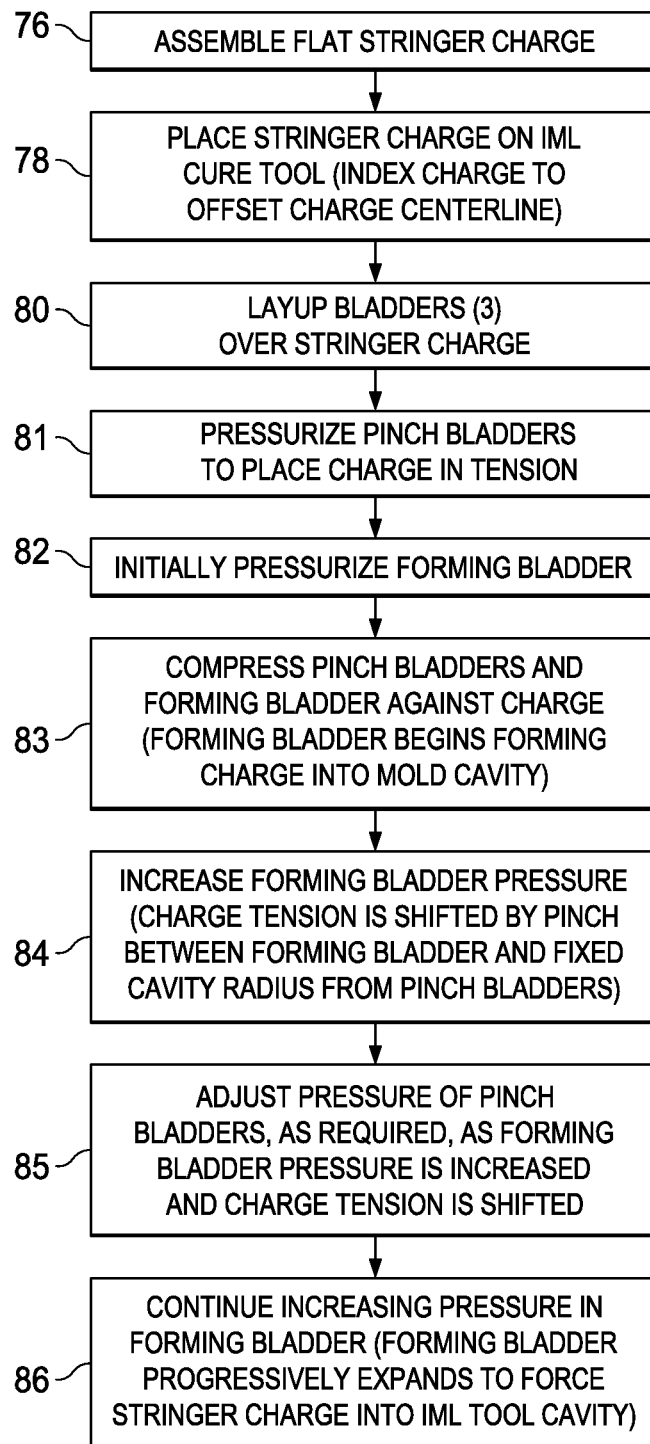 76
ASSEMBLE FLAT STRINGER CHARGE
78
PLACE STRINGER CHARGE ON IML
CURE TOOL (INDEX CHARGE TO
OFFSET CHARGE CENTERLINE)
80
LAYUP BLADDERS (3)
OVER STRINGER CHARGE
81
PRESSURIZE PINCH BLADDERS
TO PLACE CHARGE IN TENSION
82
INITIALLY PRESSURIZE FORMING BLADDER
83
COMPRESS PINCH BLADDERS AND
FORMING BLADDER AGAINST CHARGE
(FORMING BLADDER BEGINS FORMING
CHARGE INTO MOLD CAVITY)
84
INCREASE FORMING BLADDER PRESSURE
(CHARGE TENSION IS SHIFTED BY PINCH
BETWEEN FORMING BLADDER AND FIXED
CAVITY RADIUS FROM PINCH BLADDERS)
85
ADJUST PRESSURE OF PINCH
BLADDERS, AS REQUIRED, AS FORMING
BLADDER PRESSURE IS INCREASED
AND CHARGE TENSION IS SHIFTED
86
CONTINUE INCREASING PRESSURE IN
FORMING BLADDER (FORMING BLADDER
PROGRESSIVELY EXPANDS TO FORCE
STRINGER CHARGE INTO IML TOOL CAVITY)